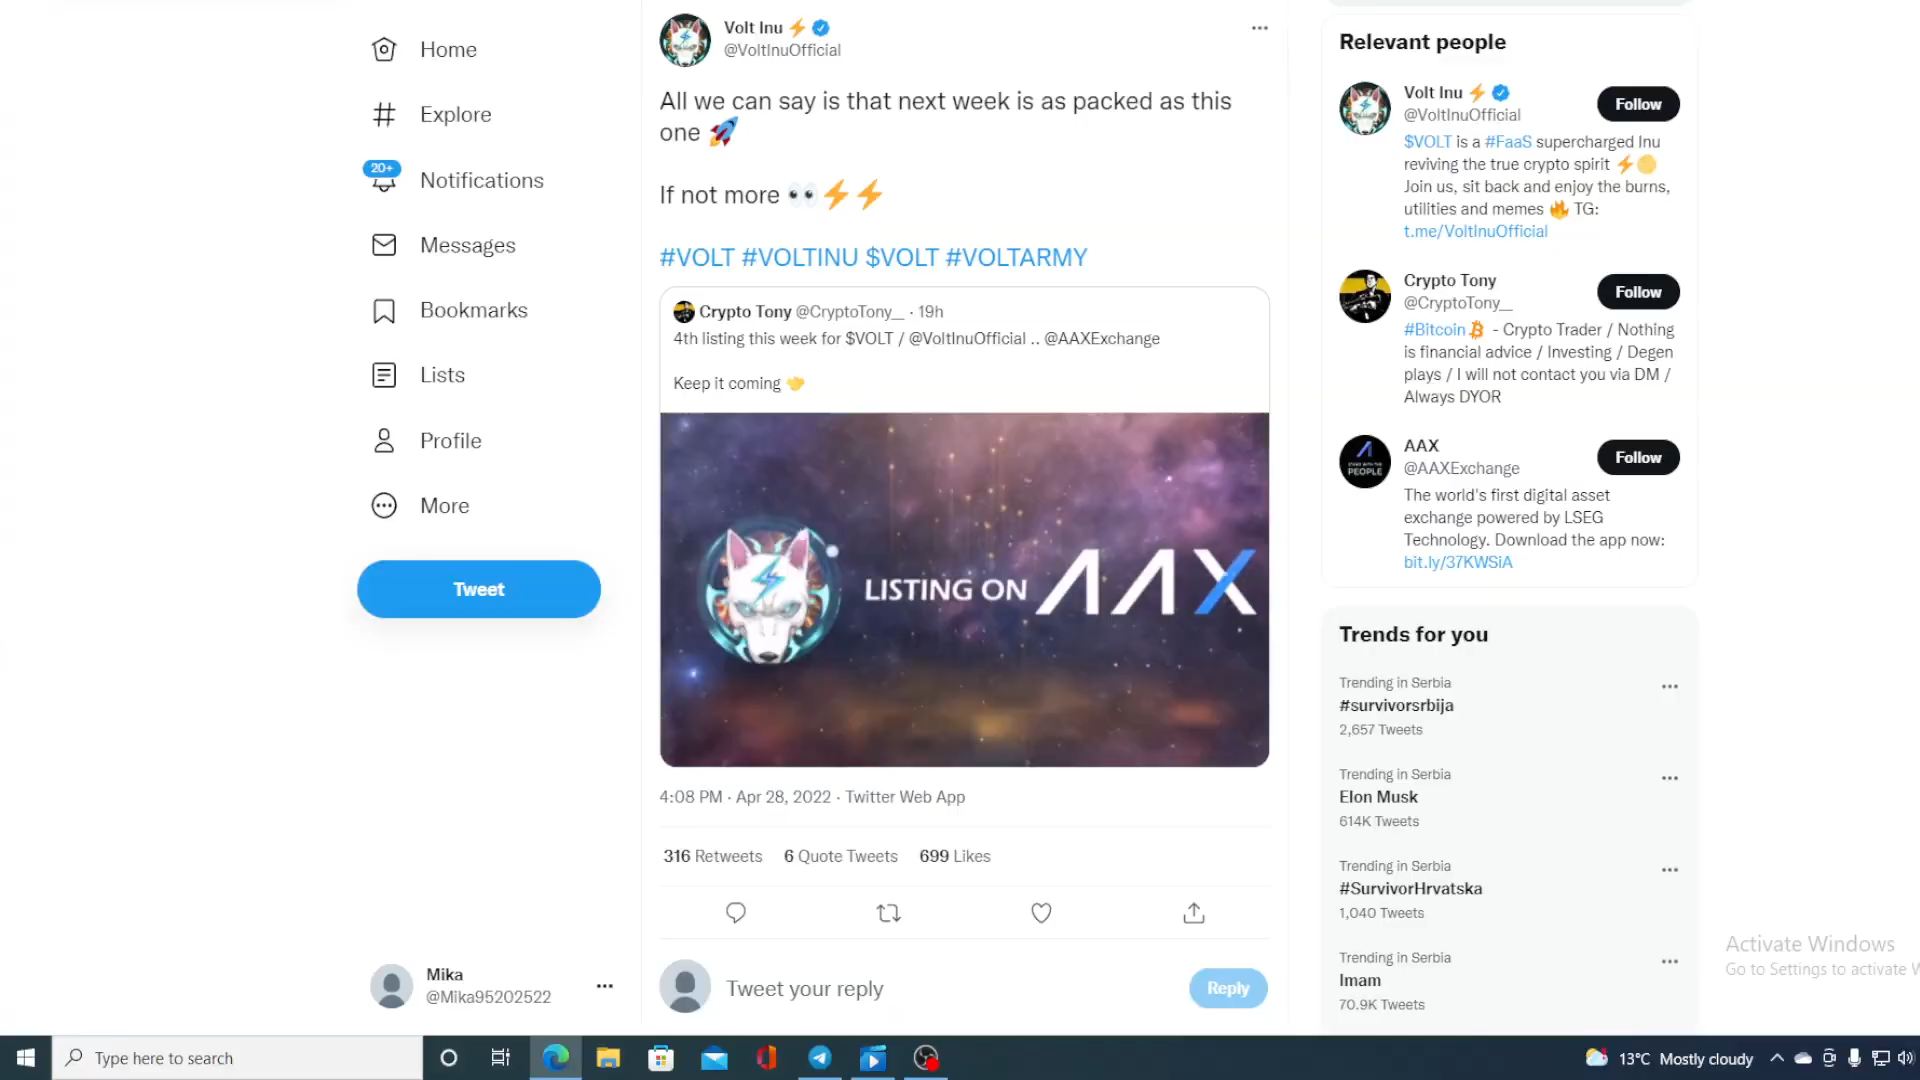 Home
Explore
20+
Notifications
Messages
Bookmarks
Lists
Profile
More
Tweet
Mika
@Mika95202522
Volt Inu ⚡
@VoltInuOfficial
All we can say is that next week is as packed as this
one 🚀
If not more 👀⚡⚡
#VOLT #VOLTINU $VOLT #VOLTARMY
Crypto Tony @CryptoTony__ · 19h
4th listing this week for $VOLT / @VoltInuOfficial .. @AAXExchange
Keep it coming
LISTING ON AAX
4:08 PM · Apr 28, 2022 · Twitter Web App
316 Retweets 6 Quote Tweets 699 Likes
Tweet your reply
Reply
Relevant people
Volt Inu ⚡
@VoltInuOfficial
Follow
$VOLT is a #FaaS supercharged Inu
reviving the true crypto spirit ⚡🌕
Join us, sit back and enjoy the burns,
utilities and memes 🔥 TG:
t.me/VoltInuOfficial
Crypto Tony
@CryptoTony__
Follow
#Bitcoin - Crypto Trader / Nothing
is financial advice / Investing / Degen
plays / I will not contact you via DM /
Always DYOR
STAND WITH THE
PEOPLE
AAX
@AAXExchange
Follow
The world's first digital asset
exchange powered by LSEG
Technology. Download the app now:
bit.ly/37KWSiA
Trends for you
Trending in Serbia
#survivorsrbija
2,657 Tweets
Trending in Serbia
Elon Musk
614K Tweets
Trending in Serbia
#SurvivorHrvatska
1,040 Tweets
Trending in Serbia
Imam
70.9K Tweets
Activate Windows
Go to Settings to activate W
Type here to search
13°C Mostly cloudy